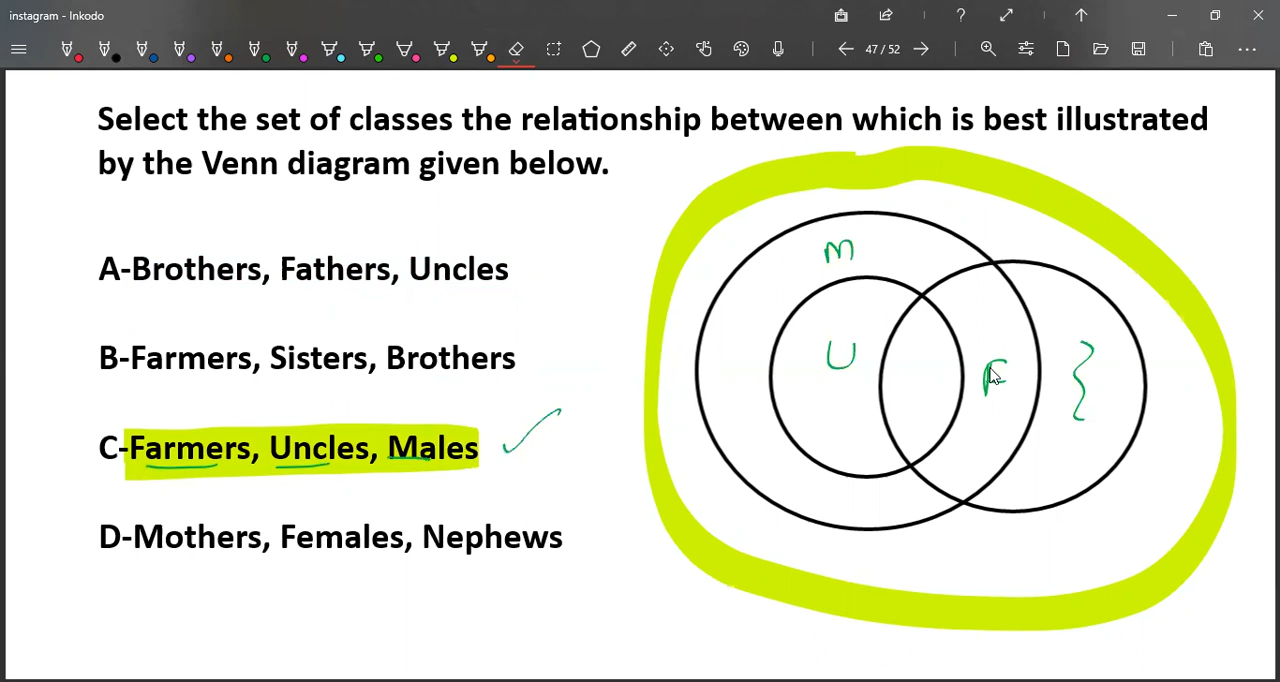 instagram - Inkodo
47 / 52
Select the set of classes the relationship between which is best illustrated
by the Venn diagram given below.
A-Brothers, Fathers, Uncles
B-Farmers, Sisters, Brothers
C-Farmers, Uncles, Males
D-Mothers, Females, Nephews
M
U
F